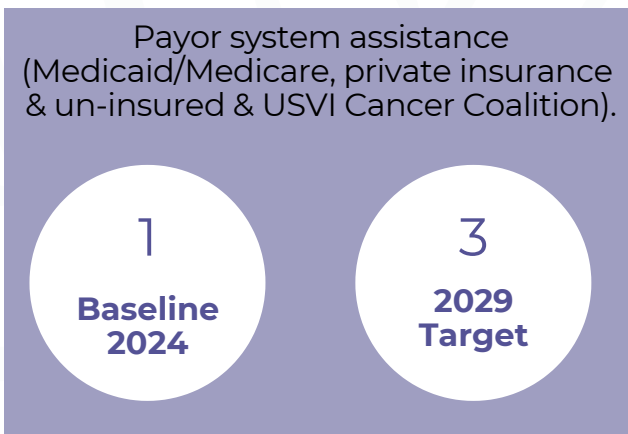 Payor system assistance
(Medicaid/Medicare, private insurance
& un-insured & USVI Cancer Coalition).
1
Baseline
2024
3
2029
Target